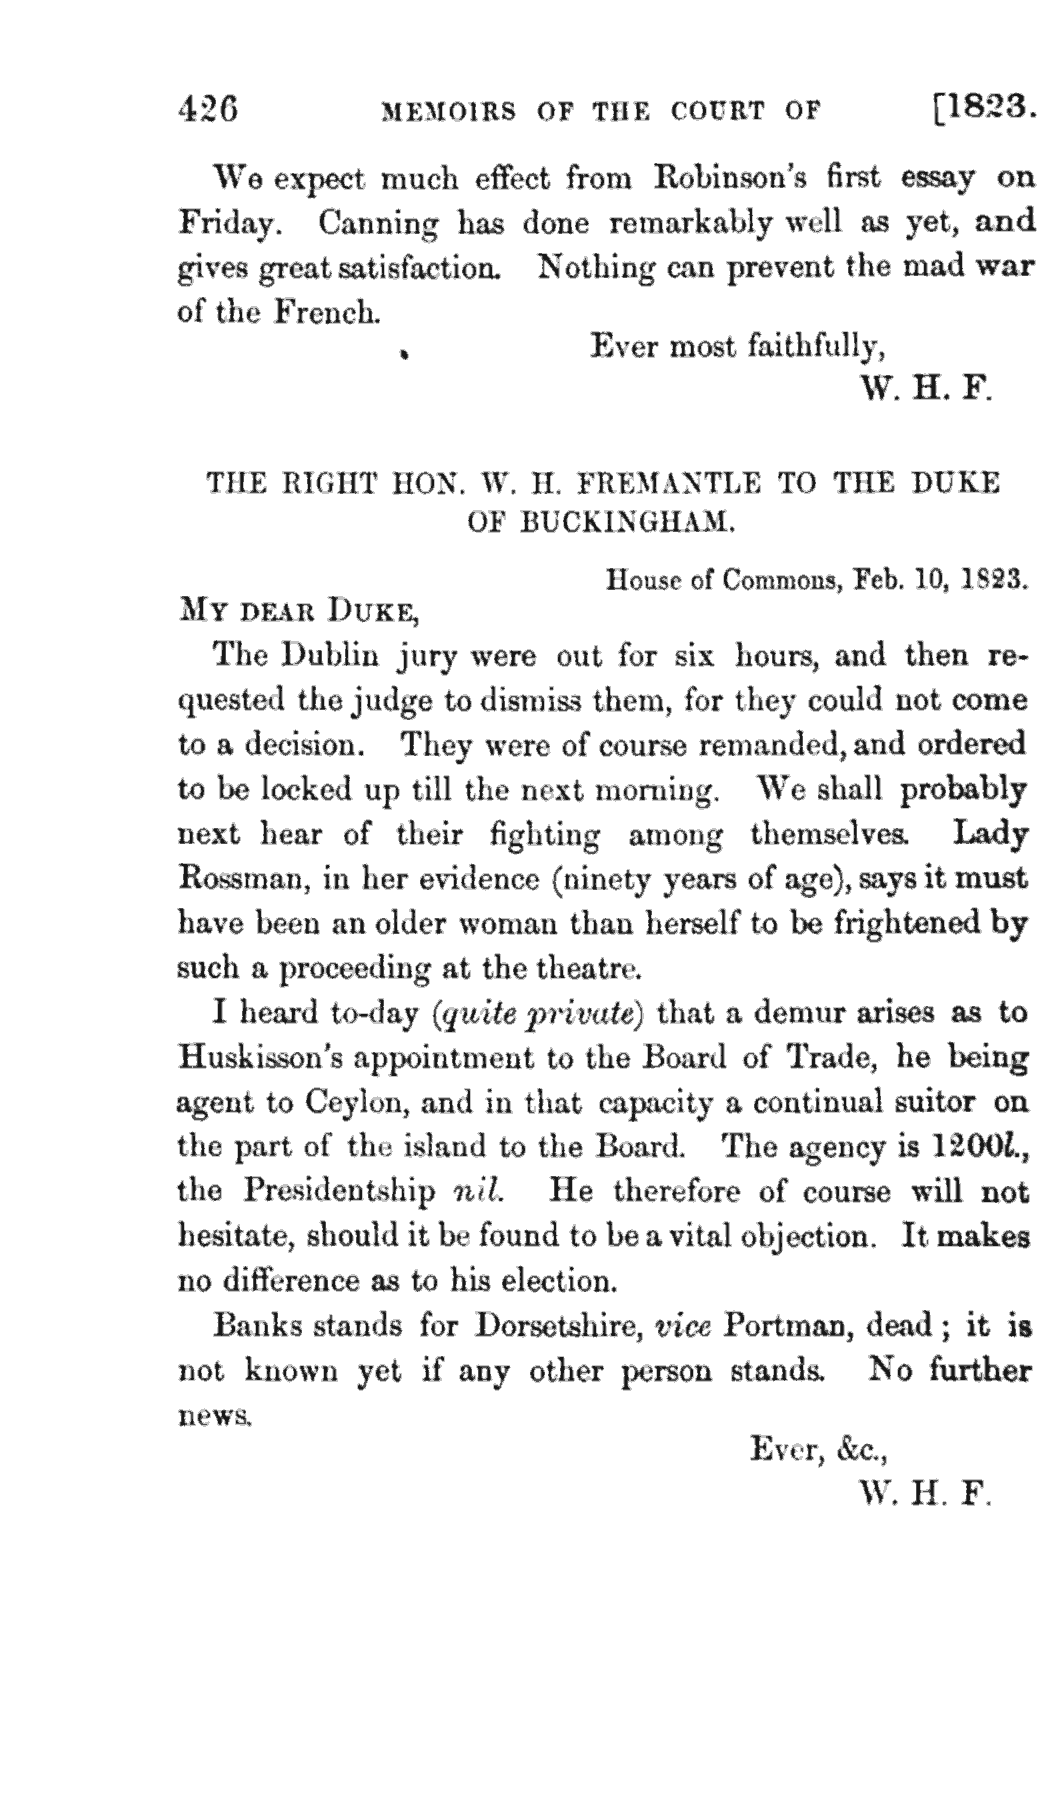 426 MEMOIRS OF THE COURT OF [1823.
We expect much effect from Robinson's first essay on
Friday. Canning has done remarkably well as yet, and
gives great satisfaction. Nothing can prevent the mad war
of the French.
Ever most faithfully,
W. H. F.
THE RIGHT HON. W. H. FREMANTLE TO THE DUKE
OF BUCKINGHAM.
House of Commons, Feb. 10, 1823.
MY DEAR DUKE,
The Dublin jury were out for six hours, and then re-
quested the judge to dismiss them, for they could not come
to a decision. They were of course remanded, and ordered
to be locked up till the next morning. We shall probably
next hear of their fighting among themselves. Lady
Rossman, in her evidence (ninety years of age), says it must
have been an older woman than herself to be frightened by
such a proceeding at the theatre.
I heard to-day (quite private) that a demur arises as to
Huskisson's appointment to the Board of Trade, he being
agent to Ceylon, and in that capacity a continual suitor on
the part of the island to the Board. The agency is 1200l.,
the Presidentship nil. He therefore of course will not
hesitate, should it be found to be a vital objection. It makes
no difference as to his election.
Banks stands for Dorsetshire, vice Portman, dead; it is
not known yet if any other person stands. No further
news.
Ever, &c.,
W. H. F.